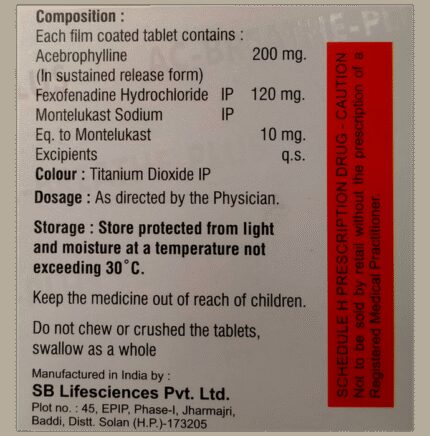 Composition :
Each film coated tablet contains :
Acebrophylline 200 mg.
(In sustained release form)
Fexofenadine Hydrochloride IP 120 mg.
Montelukast Sodium IP
Eq. to Montelukast 10 mg.
Excipients q.s.
Colour : Titanium Dioxide IP
Dosage : As directed by the Physician.
Storage : Store protected from light
and moisture at a temperature not
exceeding 30˚C.
Keep the medicine out of reach of children.
Do not chew or crushed the tablets,
swallow as a whole
Manufactured in India by :
SB Lifesciences Pvt. Ltd.
Plot no. : 45, EPIP, Phase-I, Jharmajri,
Baddi, Distt. Solan (H.P.)-173205
SCHEDULE H PRESCRIPTION DRUG - CAUTION
Not to be sold by retail without the prescription of a
Registered Medical Practitioner.